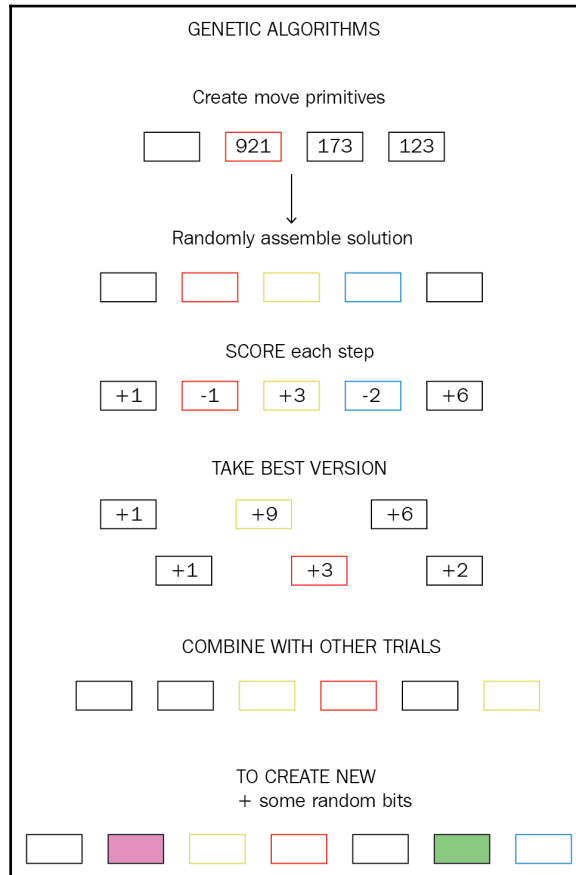 GENETIC ALGORITHMS
Create move primitives
921 173 123
Randomly assemble solution
SCORE each step
+1 -1 +3 -2 +6
TAKE BEST VERSION
+1 +9 +6
+1 +3 +2
COMBINE WITH OTHER TRIALS
TO CREATE NEW
+ some random bits